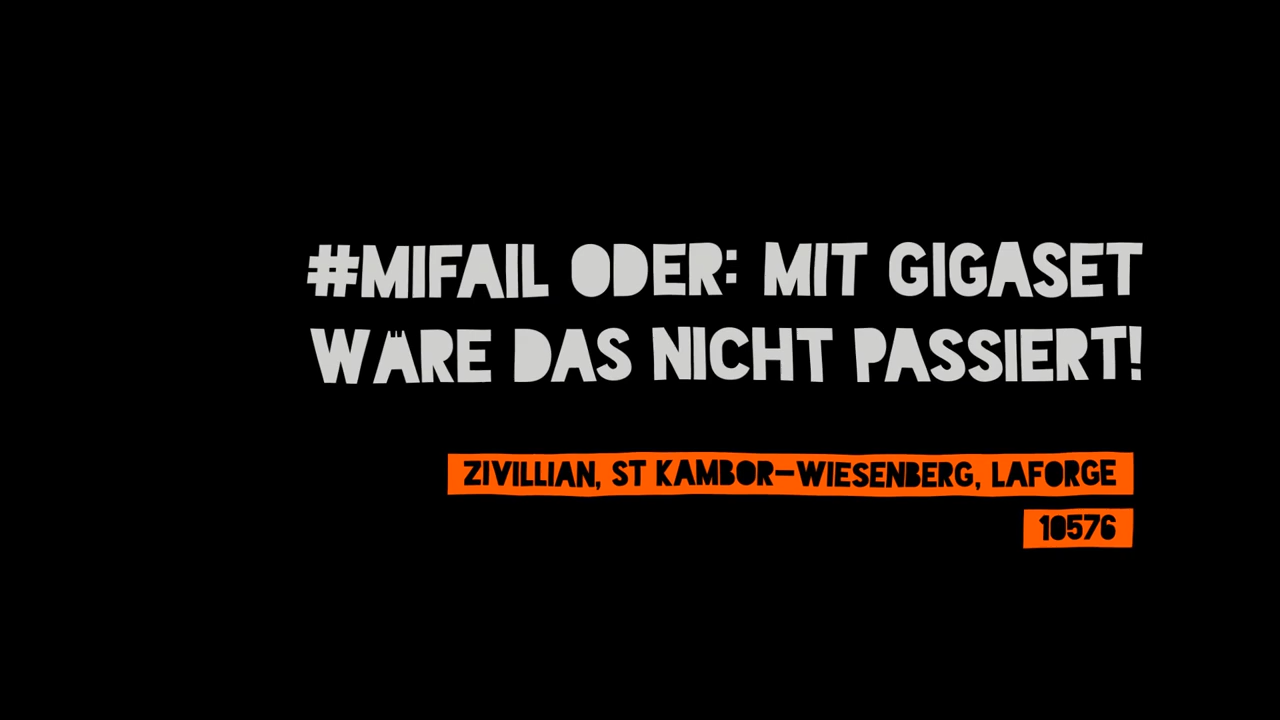 #MIFAIL ODER: MIT GIGASET
WÄRE DAS NICHT PASSIERT!
ZIVILLIAN, ST KAMBOR-WIESENBERG, LAFORGE
10576